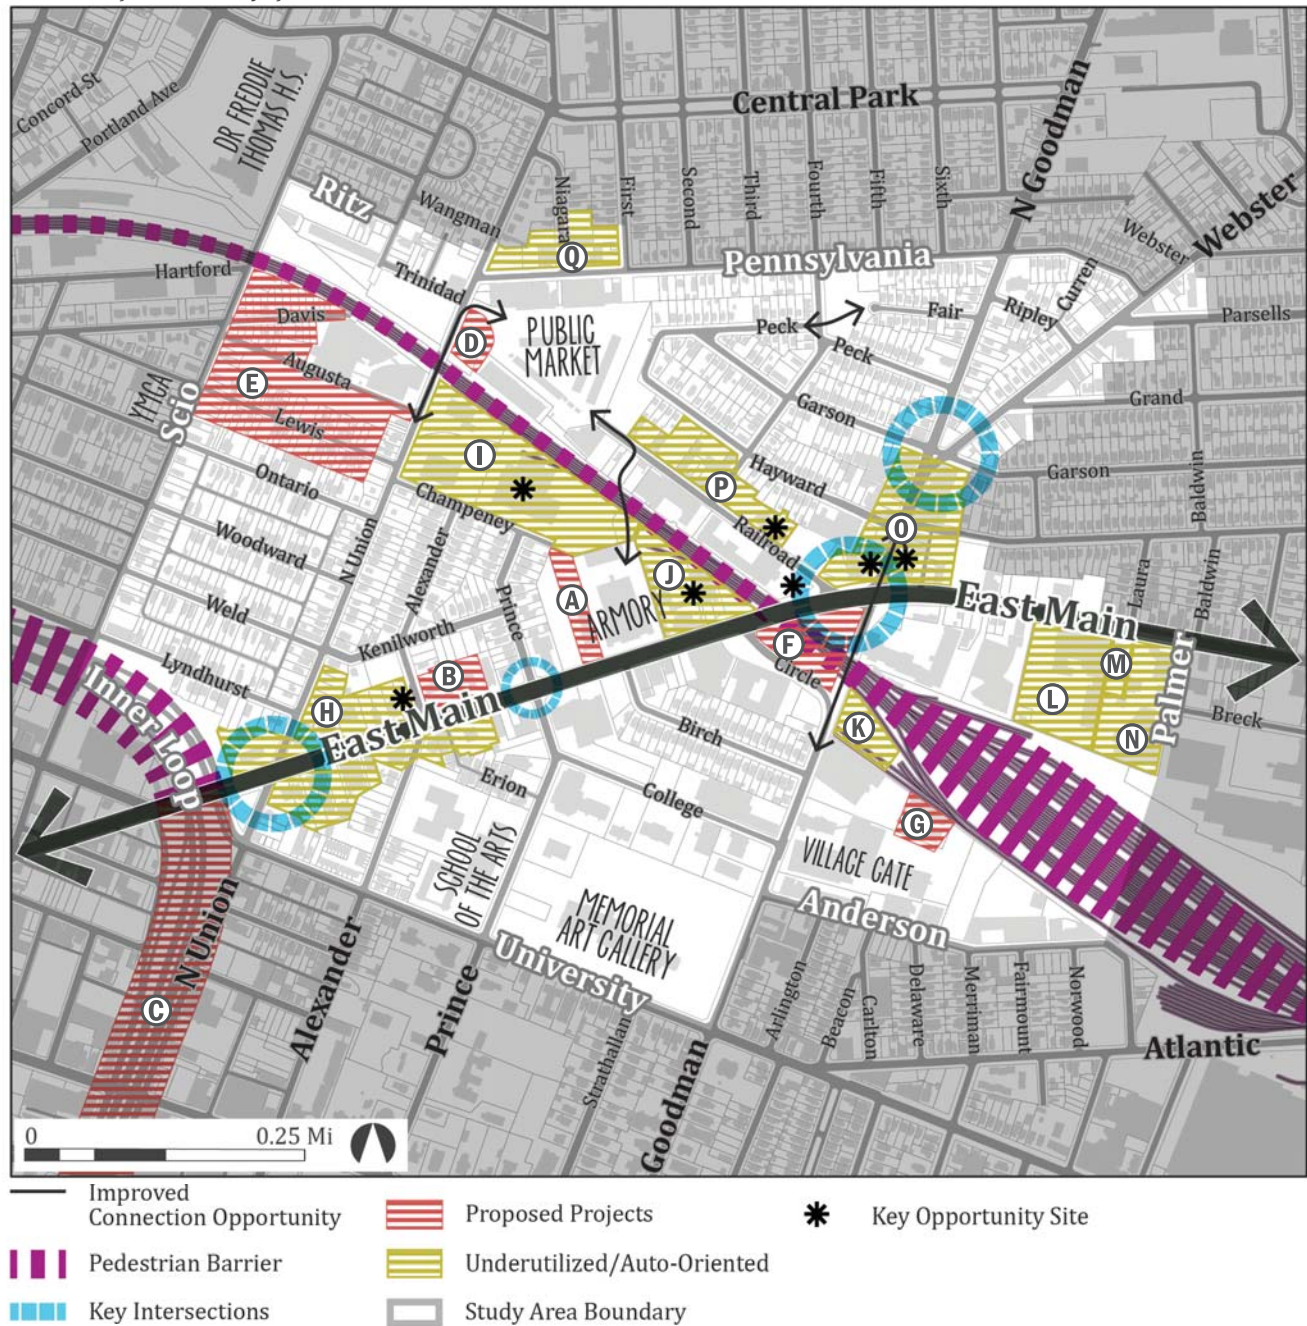 Concord St
Portland Ave
DR FREDDIE
THOMAS H.S.
Central Park
N Goodman
Webster
Webster
Ritz
Wangman
Niagara
First
Second
Third
Fourth
Fifth
Sixth
Hartford
Trinidad
Q
Pennsylvania
Curren
Ripley
Fair
Parsells
Davis
D
PUBLIC
MARKET
Peck
Peck
YMCA
Scio
E
Augusta
Lewis
Garson
Grand
Ontario
I
P
Hayward
Garson
Baldwin
Champeney
Railroad
O
Woodward
N Union
Alexander
Prince
A
ARMORY
J
Weld
Kenilworth
Laura
Baldwin
East Main
Lyndhurst
B
F
Circle
M
L
Palmer
Inner Loop
H
East Main
Birch
K
N
Breck
Erion
College
SCHOOL
OF THE ARTS
G
VILLAGE GATE
N Union
MEMORIAL
ART GALLERY
Anderson
University
C
Alexander
Prince
Arlington
Beacon
Carlton
Delaware
Merriman
Fairmount
Norwood
Strathallan
Goodman
Atlantic
0 0.25 Mi
Improved
Connection Opportunity
Proposed Projects
Key Opportunity Site
Pedestrian Barrier
Underutilized/Auto-Oriented
Key Intersections
Study Area Boundary